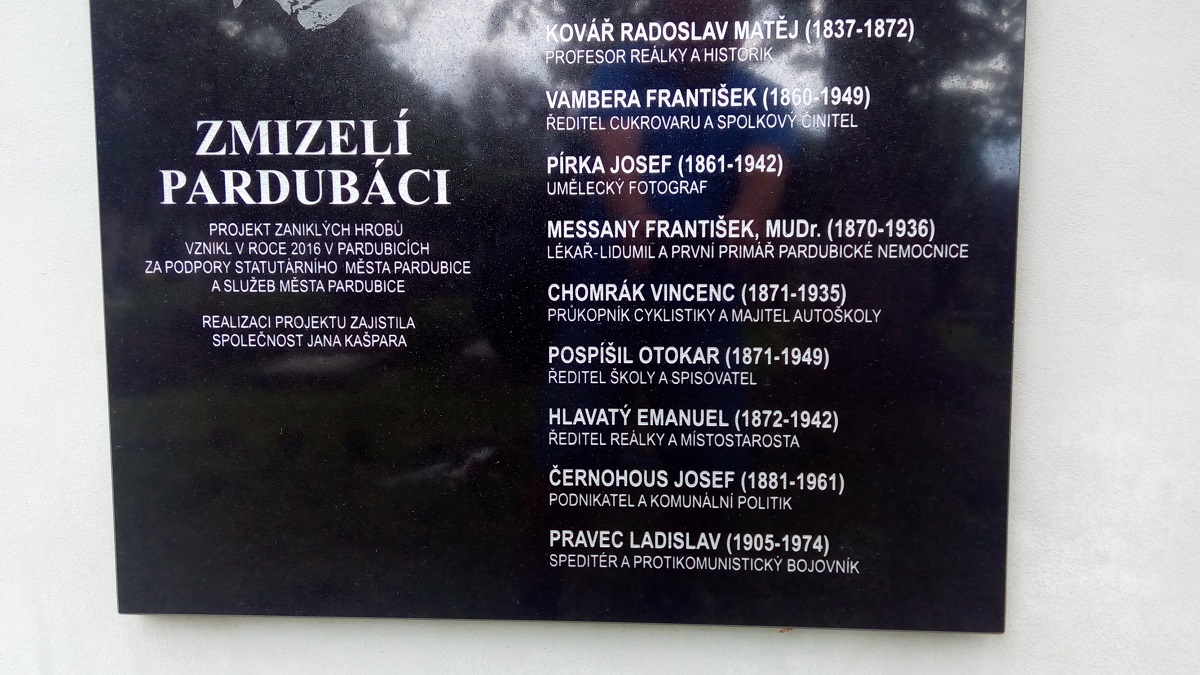 ZMIZELÍ
PARDUBÁCI
PROJEKT ZANIKLÝCH HROBŮ
VZNIKL V ROCE 2016 V PARDUBICÍCH
ZA PODPORY STATUTÁRNÍHO MĚSTA PARDUBICE
A SLUŽEB MĚSTA PARDUBICE
REALIZACI PROJEKTU ZAJISTILA
SPOLEČNOST JANA KAŠPARA
KOVÁŘ RADOSLAV MATĚJ (1837-1872)
PROFESOR REÁLKY A HISTORIK
VAMBERA FRANTIŠEK (1860-1949)
ŘEDITEL CUKROVARU A SPOLKOVÝ ČINITEL
PÍRKA JOSEF (1861-1942)
UMĚLECKÝ FOTOGRAF
MESSANY FRANTIŠEK, MUDr. (1870-1936)
LÉKAŘ-LIDUMIL A PRVNÍ PRIMÁŘ PARDUBICKÉ NEMOCNICE
CHOMRÁK VINCENC (1871-1935)
PRŮKOPNÍK CYKLISTIKY A MAJITEL AUTOŠKOLY
POSPÍŠIL OTOKAR (1871-1949)
ŘEDITEL ŠKOLY A SPISOVATEL
HLAVATÝ EMANUEL (1872-1942)
ŘEDITEL REÁLKY A MÍSTOSTAROSTA
ČERNOHOUS JOSEF (1881-1961)
PODNIKATEL A KOMUNÁLNÍ POLITIK
PRAVEC LADISLAV (1905-1974)
SPEDITÉR A PROTIKOMUNISTICKÝ BOJOVNÍK